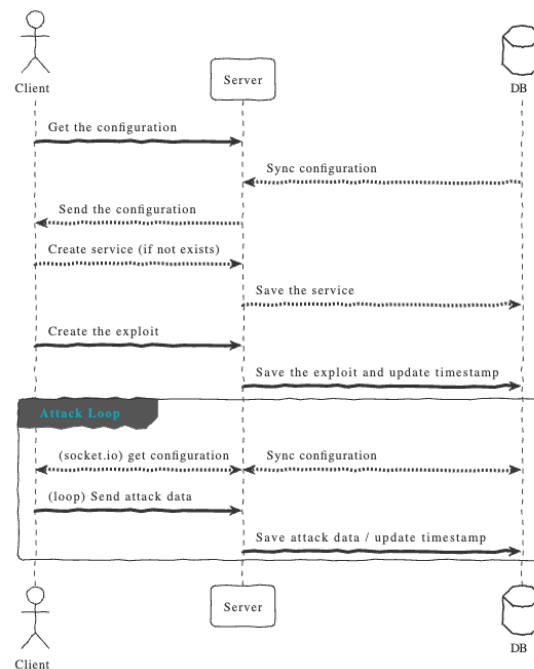 Client
Server
DB
Get the configuration
Sync configuration
Send the configuration
Create service (if not exists)
Save the service
Create the exploit
Save the exploit and update timestamp
Attack Loop
(socket.io) get configuration
Sync configuration
(loop) Send attack data
Save attack data / update timestamp
Client
Server
DB